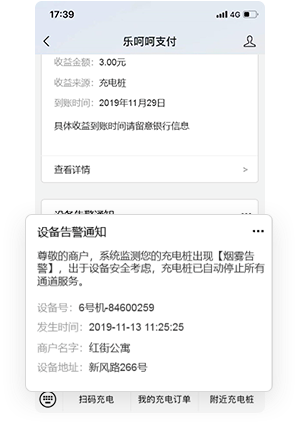 17:39
4G
乐呵呵支付
收益金额：3.00元
收益来源：充电桩
到账时间：2019年11月29日
具体收益到账时间请留意银行信息
查看详情 >
设备告警通知
设备告警通知 •••
尊敬的商户，系统监测您的充电桩出现【烟雾告
警】，出于设备安全考虑，充电桩已自动停止所有
通道服务。
设备号：6号机-84600259
发生时间：2019-11-13 11:25:25
商户名字：红街公寓
设备地址：新风路266号
扫码充电 我的充电订单 附近充电桩